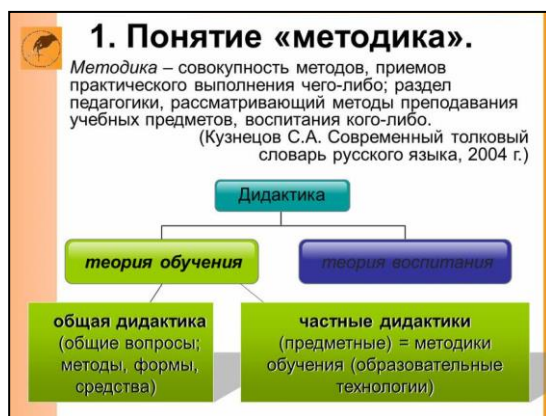 1. Понятие «методика».
Методика – совокупность методов, приемов
практического выполнения чего-либо; раздел
педагогики, рассматривающий методы преподавания
учебных предметов, воспитания кого-либо.
(Кузнецов С.А. Современный толковый
словарь русского языка, 2004 г.)
Дидактика
теория обучения
теория воспитания
общая дидактика
(общие вопросы;
методы, формы,
средства)
частные дидактики
(предметные) = методики
обучения (образовательные
технологии)